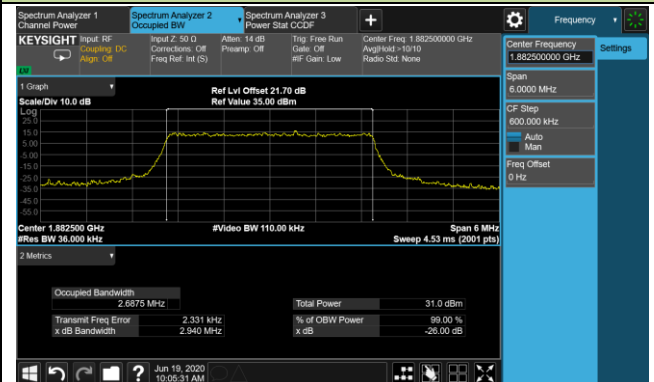 Spectrum Analyzer 1
Channel Power
Spectrum Analyzer 2
Occupied BW
Spectrum Analyzer 3
Power Stat CCDF
Frequency
KEYSIGHT
Input: RF
Coupling: DC
Align: Off
Input Z: 50 Ω
Corrections: Off
Freq Ref: Int (S)
Atten: 14 dB
Preamp: Off
Trig: Free Run
Gate: Off
#IF Gain: Low
Center Freq: 1.882500000 GHz
Avg|Hold:>10/10
Radio Std: None
Center Frequency
1.882500000 GHz
Settings
Span
6.0000 MHz
CF Step
600.000 kHz
Auto
Man
Freq Offset
0 Hz
1 Graph
Scale/Div 10.0 dB
Ref Lvl Offset 21.70 dB
Ref Value 35.00 dBm
Log
25.0
15.0
5.00
-5.00
-15.0
-25.0
-35.0
-45.0
-55.0
Center 1.882500 GHz
#Res BW 36.000 kHz
#Video BW 110.00 kHz
Span 6 MHz
Sweep 4.53 ms (2001 pts)
2 Metrics
Occupied Bandwidth
2.6875 MHz
Total Power 31.0 dBm
Transmit Freq Error 2.331 kHz
% of OBW Power 99.00 %
x dB Bandwidth 2.940 MHz
x dB -26.00 dB
Jun 19, 2020
10:05:31 AM